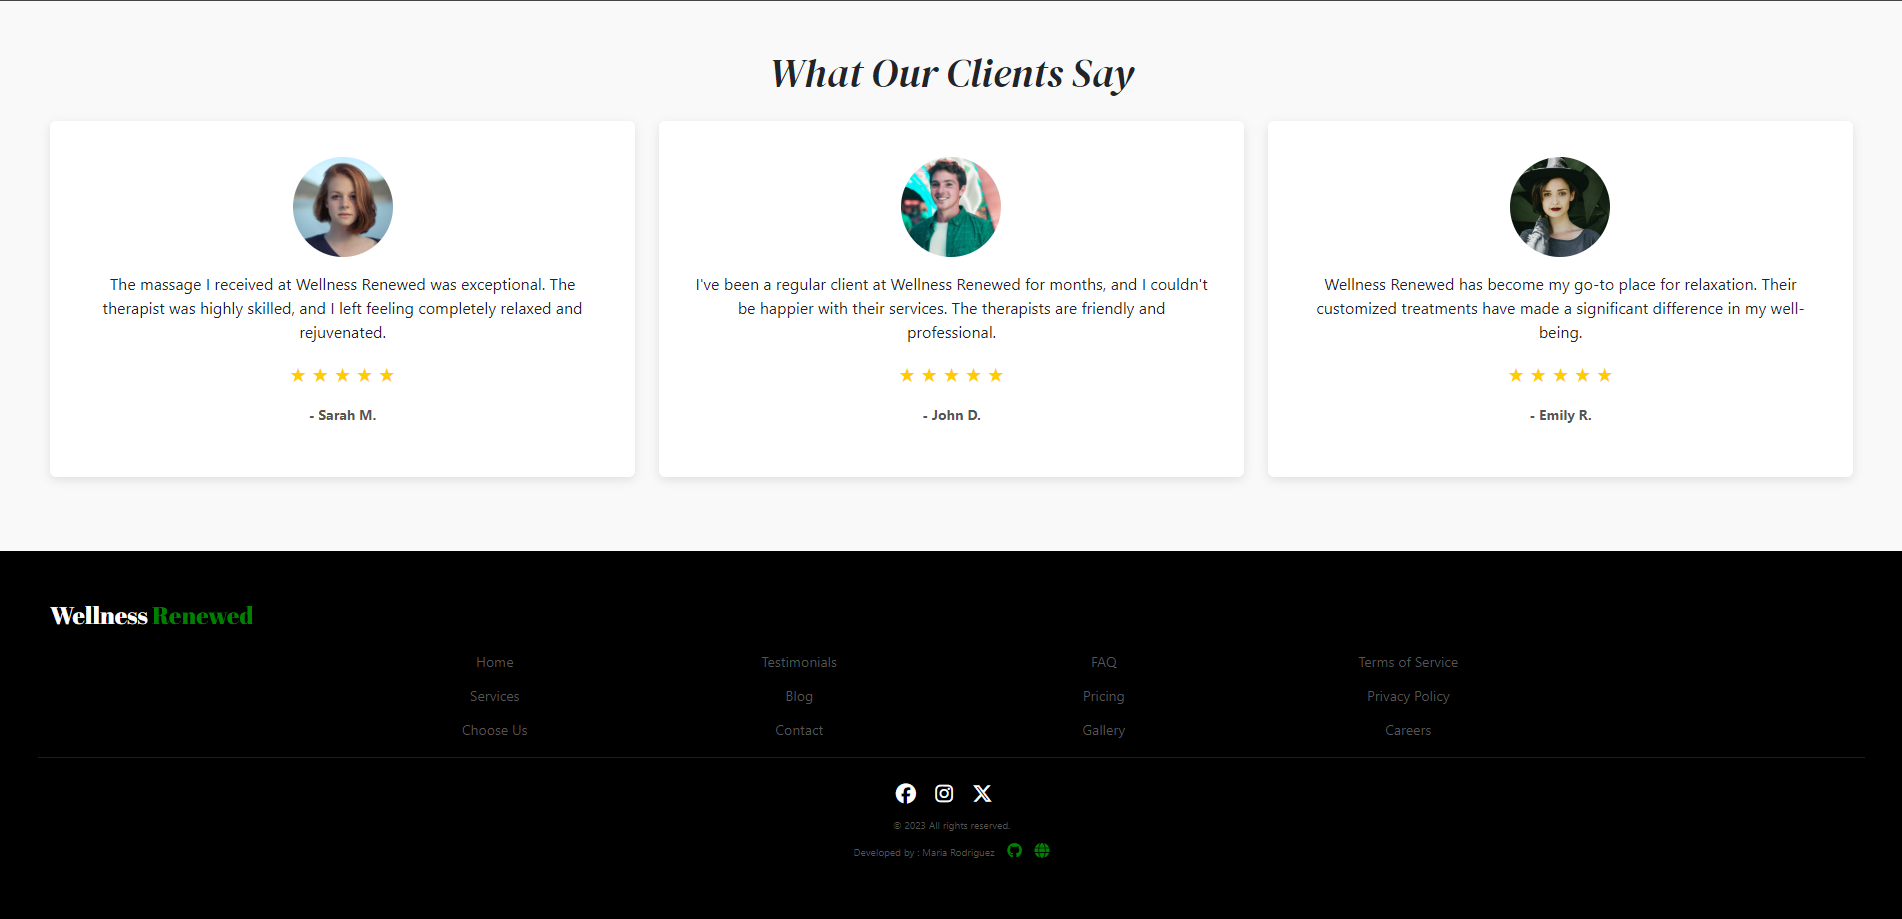 What Our Clients Say
The massage I received at Wellness Renewed was exceptional. The
therapist was highly skilled, and I left feeling completely relaxed and
rejuvenated.
★ ★ ★ ★ ★
- Sarah M.
I've been a regular client at Wellness Renewed for months, and I couldn't
be happier with their services. The therapists are friendly and
professional.
★ ★ ★ ★ ★
- John D.
Wellness Renewed has become my go-to place for relaxation. Their
customized treatments have made a significant difference in my well-
being.
★ ★ ★ ★ ★
- Emily R.
Wellness Renewed
Home
Services
Choose Us
Testimonials
Blog
Contact
FAQ
Pricing
Gallery
Terms of Service
Privacy Policy
Careers
© 2023 All rights reserved.
Developed by : Maria Rodriguez